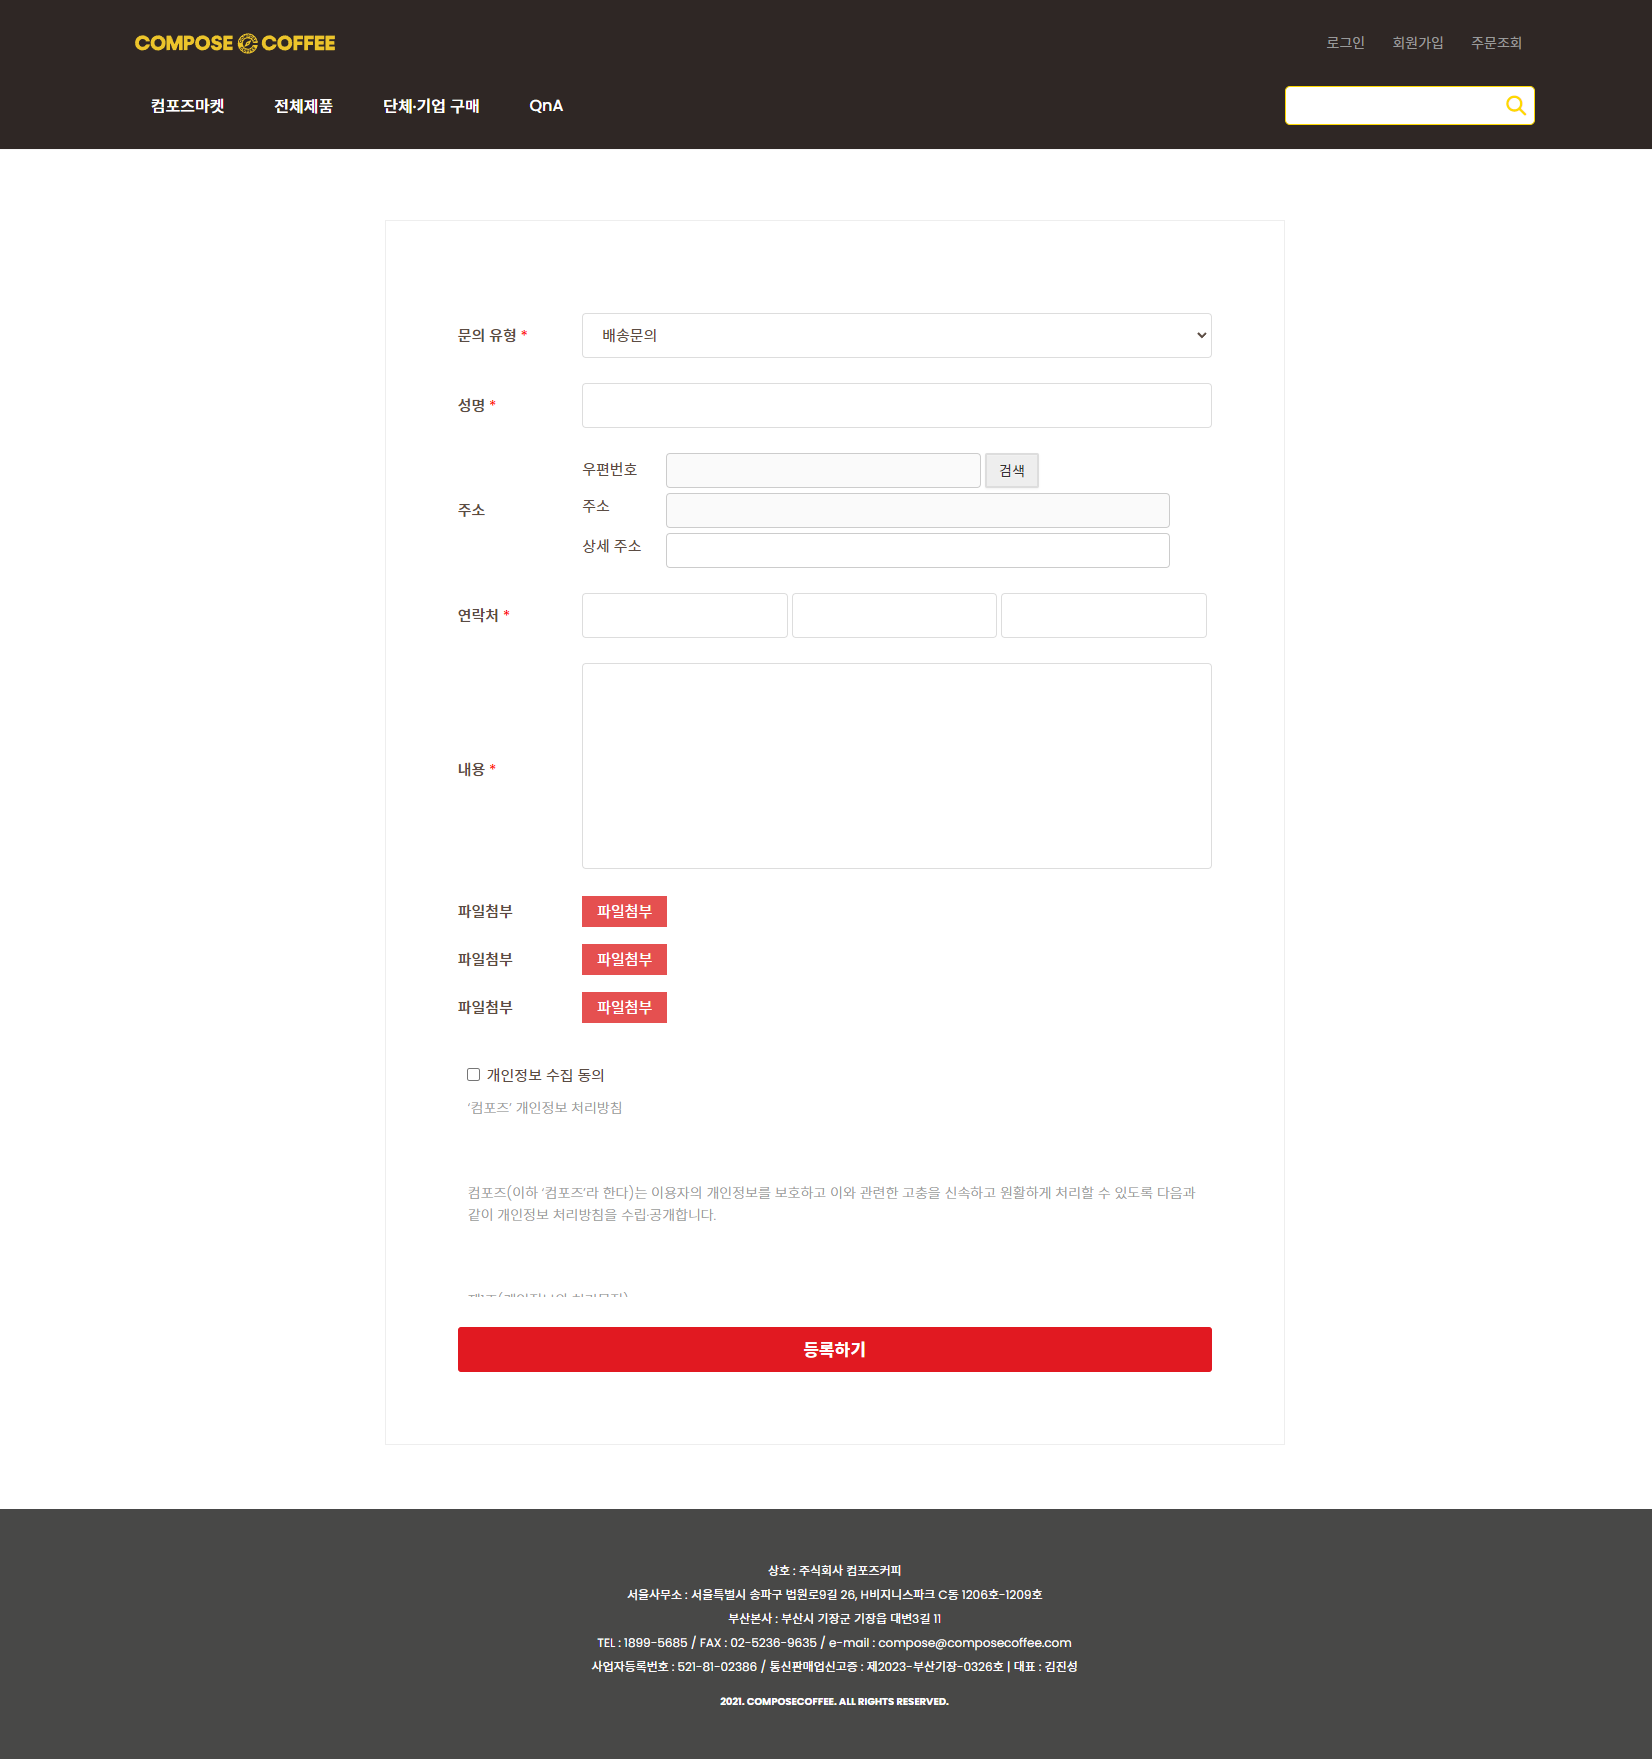 COMPOSE COFFEE
로그인 회원가입 주문조회
컴포즈마켓 전체제품 단체·기업 구매 QnA
문의 유형 * 배송문의
성명 *
우편번호 검색
주소 주소
상세 주소
연락처 *
내용 *
파일첨부 파일첨부
파일첨부 파일첨부
파일첨부 파일첨부
개인정보 수집 동의
‘컴포즈’ 개인정보 처리방침
컴포즈(이하 ‘컴포즈’라 한다)는 이용자의 개인정보를 보호하고 이와 관련한 고충을 신속하고 원활하게 처리할 수 있도록 다음과
같이 개인정보 처리방침을 수립·공개합니다.
등록하기
상호 : 주식회사 컴포즈커피
서울사무소 : 서울특별시 송파구 법원로9길 26, H비지니스파크 C동 1206호-1209호
부산본사 : 부산시 기장군 기장읍 대변3길 11
TEL : 1899-5685 / FAX : 02-5236-9635 / e-mail : compose@composecoffee.com
사업자등록번호 : 521-81-02386 / 통신판매업신고증 : 제2023-부산기장-0326호 | 대표 : 김진성
2021. COMPOSECOFFEE. ALL RIGHTS RESERVED.